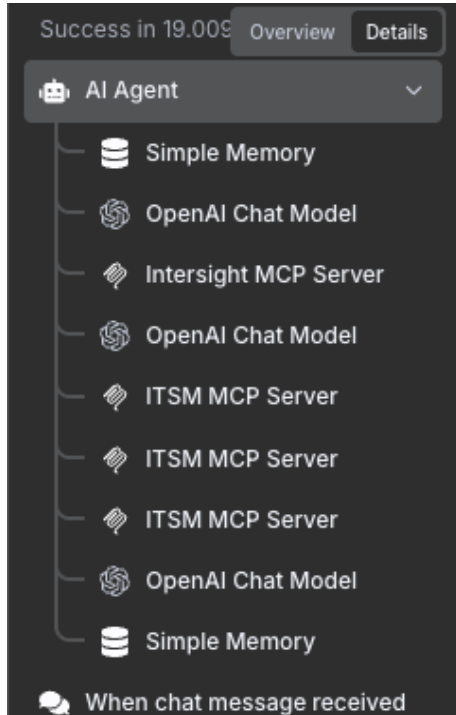 Success in 19.009
Overview
Details
AI Agent
Simple Memory
OpenAI Chat Model
Intersight MCP Server
OpenAI Chat Model
ITSM MCP Server
ITSM MCP Server
ITSM MCP Server
OpenAI Chat Model
Simple Memory
When chat message received